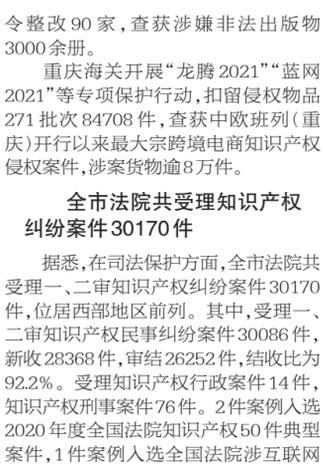 令整改90家，查获涉嫌非法出版物
3000余册。
重庆海关开展“龙腾2021”“蓝网
2021”等专项保护行动，扣留侵权物品
271批次84708件，查获中欧班列（重
庆）开行以来最大宗跨境电商知识产权
侵权案件，涉案货物逾8万件。
全市法院共受理知识产权
纠纷案件30170件
据悉，在司法保护方面，全市法院共
受理一、二审知识产权纠纷案件30170
件，位居西部地区前列。其中，受理一、
二审知识产权民事纠纷案件30086件，
新收28368件，审结26252件，结收比为
92.2%。受理知识产权行政案件14件，
知识产权刑事案件76件。2件案例入选
2020年度全国法院知识产权50件典型
案例，1件案例入选全国法院涉互联网